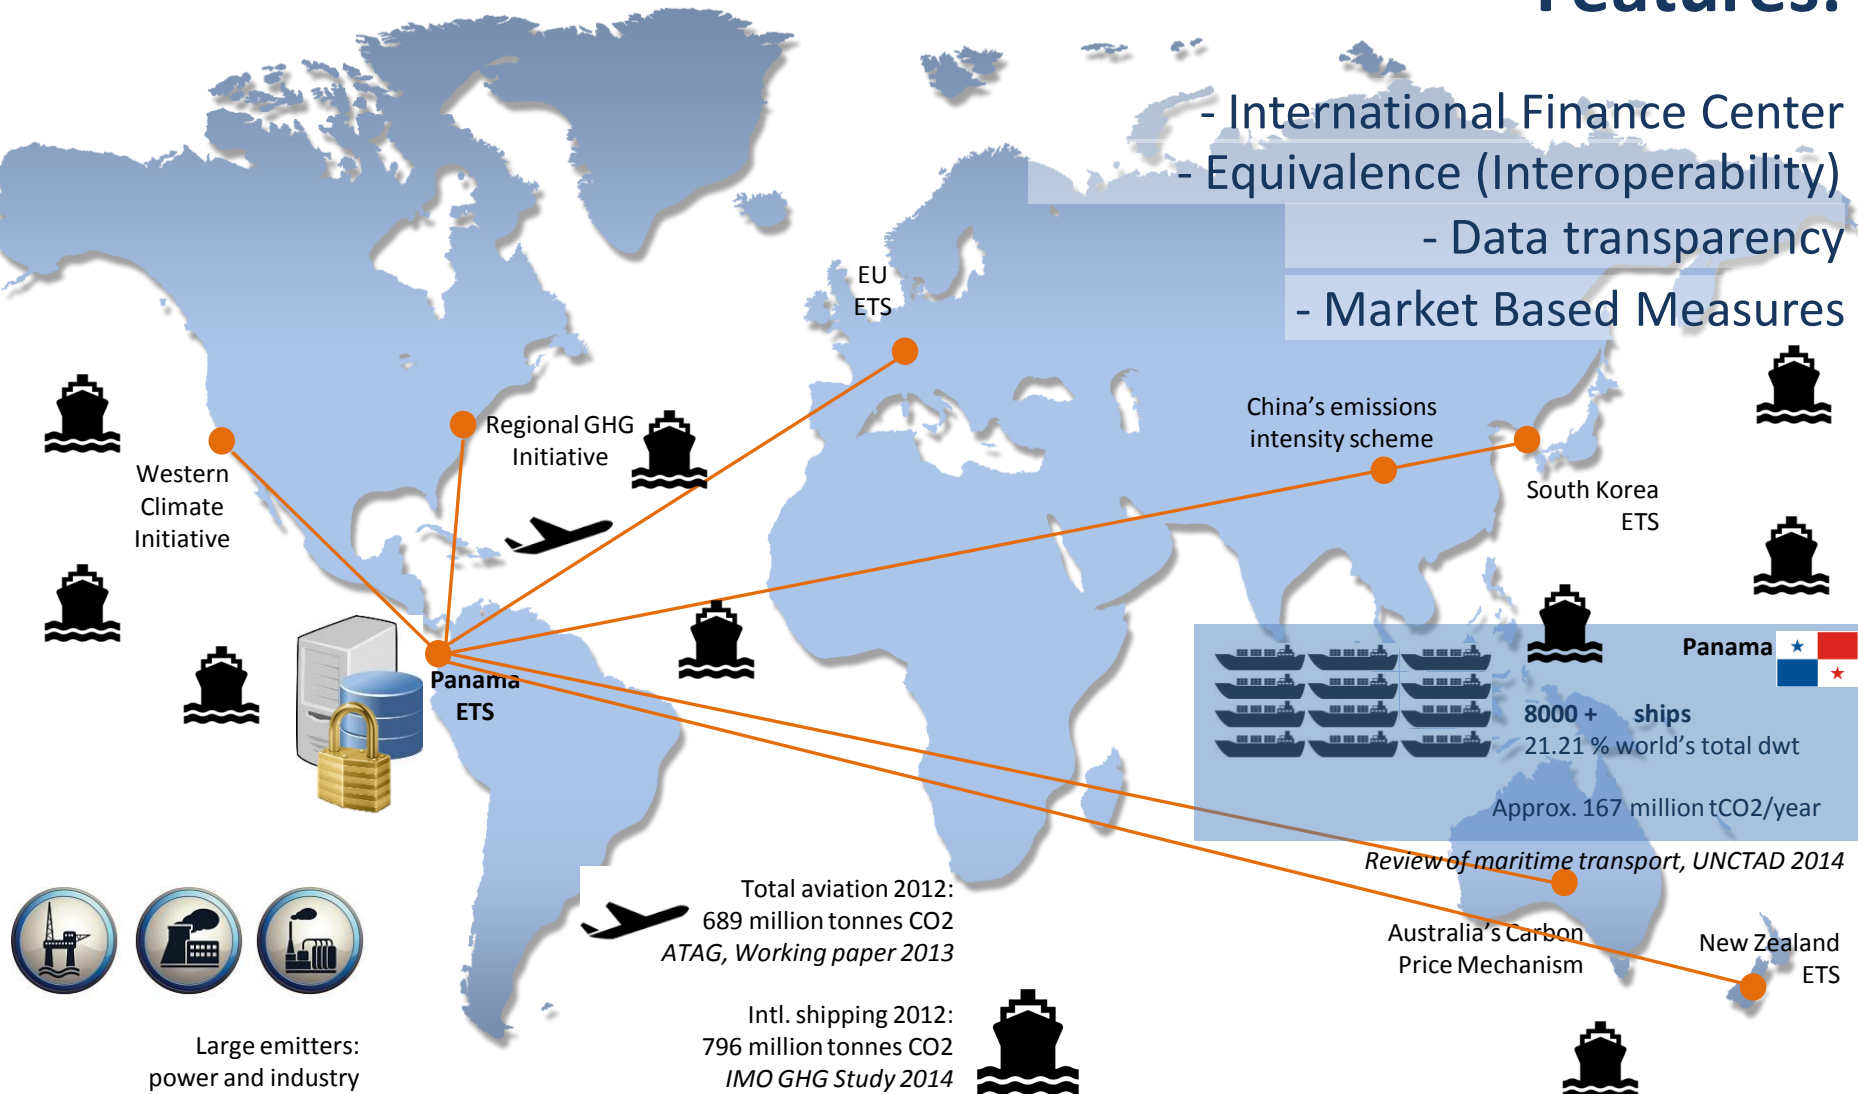 Features:
- International Finance Center
- Equivalence (Interoperability)
- Data transparency
- Market Based Measures
EU
ETS
China’s emissions
intensity scheme
Regional GHG
Initiative
Western
Climate
Initiative
South Korea
ETS
Panama
ETS
Panama
8000 + ships
21.21 % world’s total dwt
Approx. 167 million tCO2/year
Review of maritime transport, UNCTAD 2014
Australia’s Carbon
Price Mechanism
New Zealand
ETS
Total aviation 2012:
689 million tonnes CO2
ATAG, Working paper 2013
Intl. shipping 2012:
796 million tonnes CO2
IMO GHG Study 2014
Large emitters:
power and industry